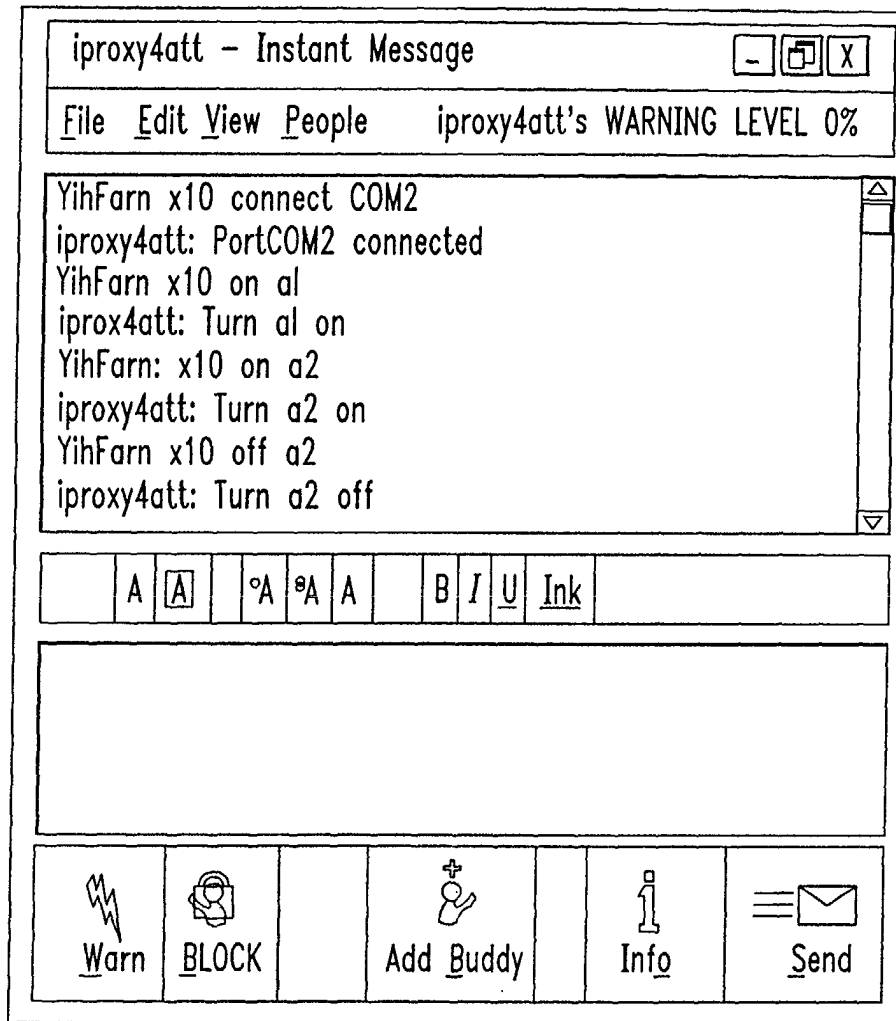 iproxy4att – Instant Message
- X
File Edit View People iproxy4att's WARNING LEVEL 0%
YihFarn x10 connect COM2
iproxy4att: PortCOM2 connected
YihFarn x10 on al
iprox4att: Turn al on
YihFarn: x10 on a2
iproxy4att: Turn a2 on
YihFarn x10 off a2
iproxy4att: Turn a2 off
A A °A 8A A B I U Ink
Warn BLOCK Add Buddy Info Send